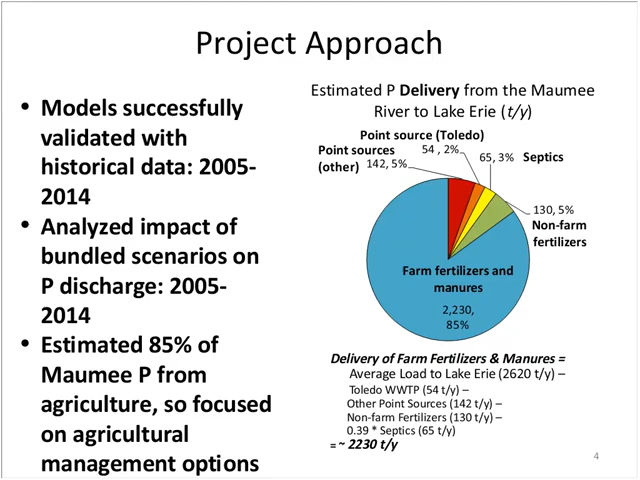 Project Approach
• Models successfully
validated with
historical data: 2005-
2014
• Analyzed impact of
bundled scenarios on
P discharge: 2005-
2014
• Estimated 85% of
Maumee P from
agriculture, so focused
on agricultural
management options
Estimated P Delivery from the Maumee
River to Lake Erie (t/y)
Point source (Toledo)
54 , 2%
Point sources
(other) 142, 5%
65, 3% Septics
130, 5%
Non-farm
fertilizers
Farm fertilizers and
manures
2,230,
85%
Delivery of Farm Fertilizers & Manures =
Average Load to Lake Erie (2620 t/y) –
Toledo WWTP (54 t/y) –
Other Point Sources (142 t/y) –
Non-farm Fertilizers (130 t/y) –
0.39 * Septics (65 t/y)
= ~ 2230 t/y
4